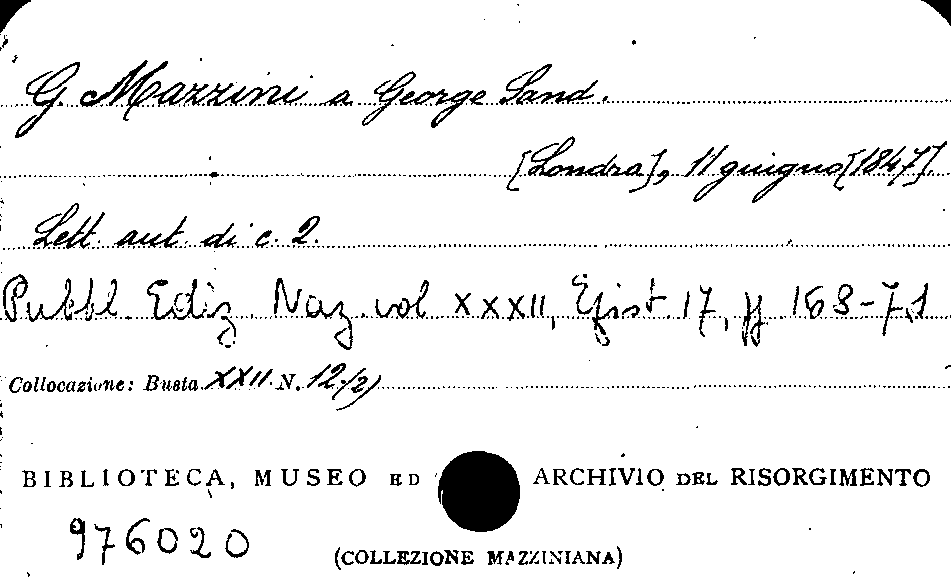 G. Mazzini a George Sand.
[Londra], 11 giugno [1847].
Lett. aut. di c. 2.
Pubbl. Ediz. Naz. vol XXXII, Epist. 17, pp 168-71
Collocazione: Busta XXII N. 12/2)
BIBLIOTECA, MUSEO ED ARCHIVIO DEL RISORGIMENTO
976020
(COLLEZIONE MAZZINIANA)